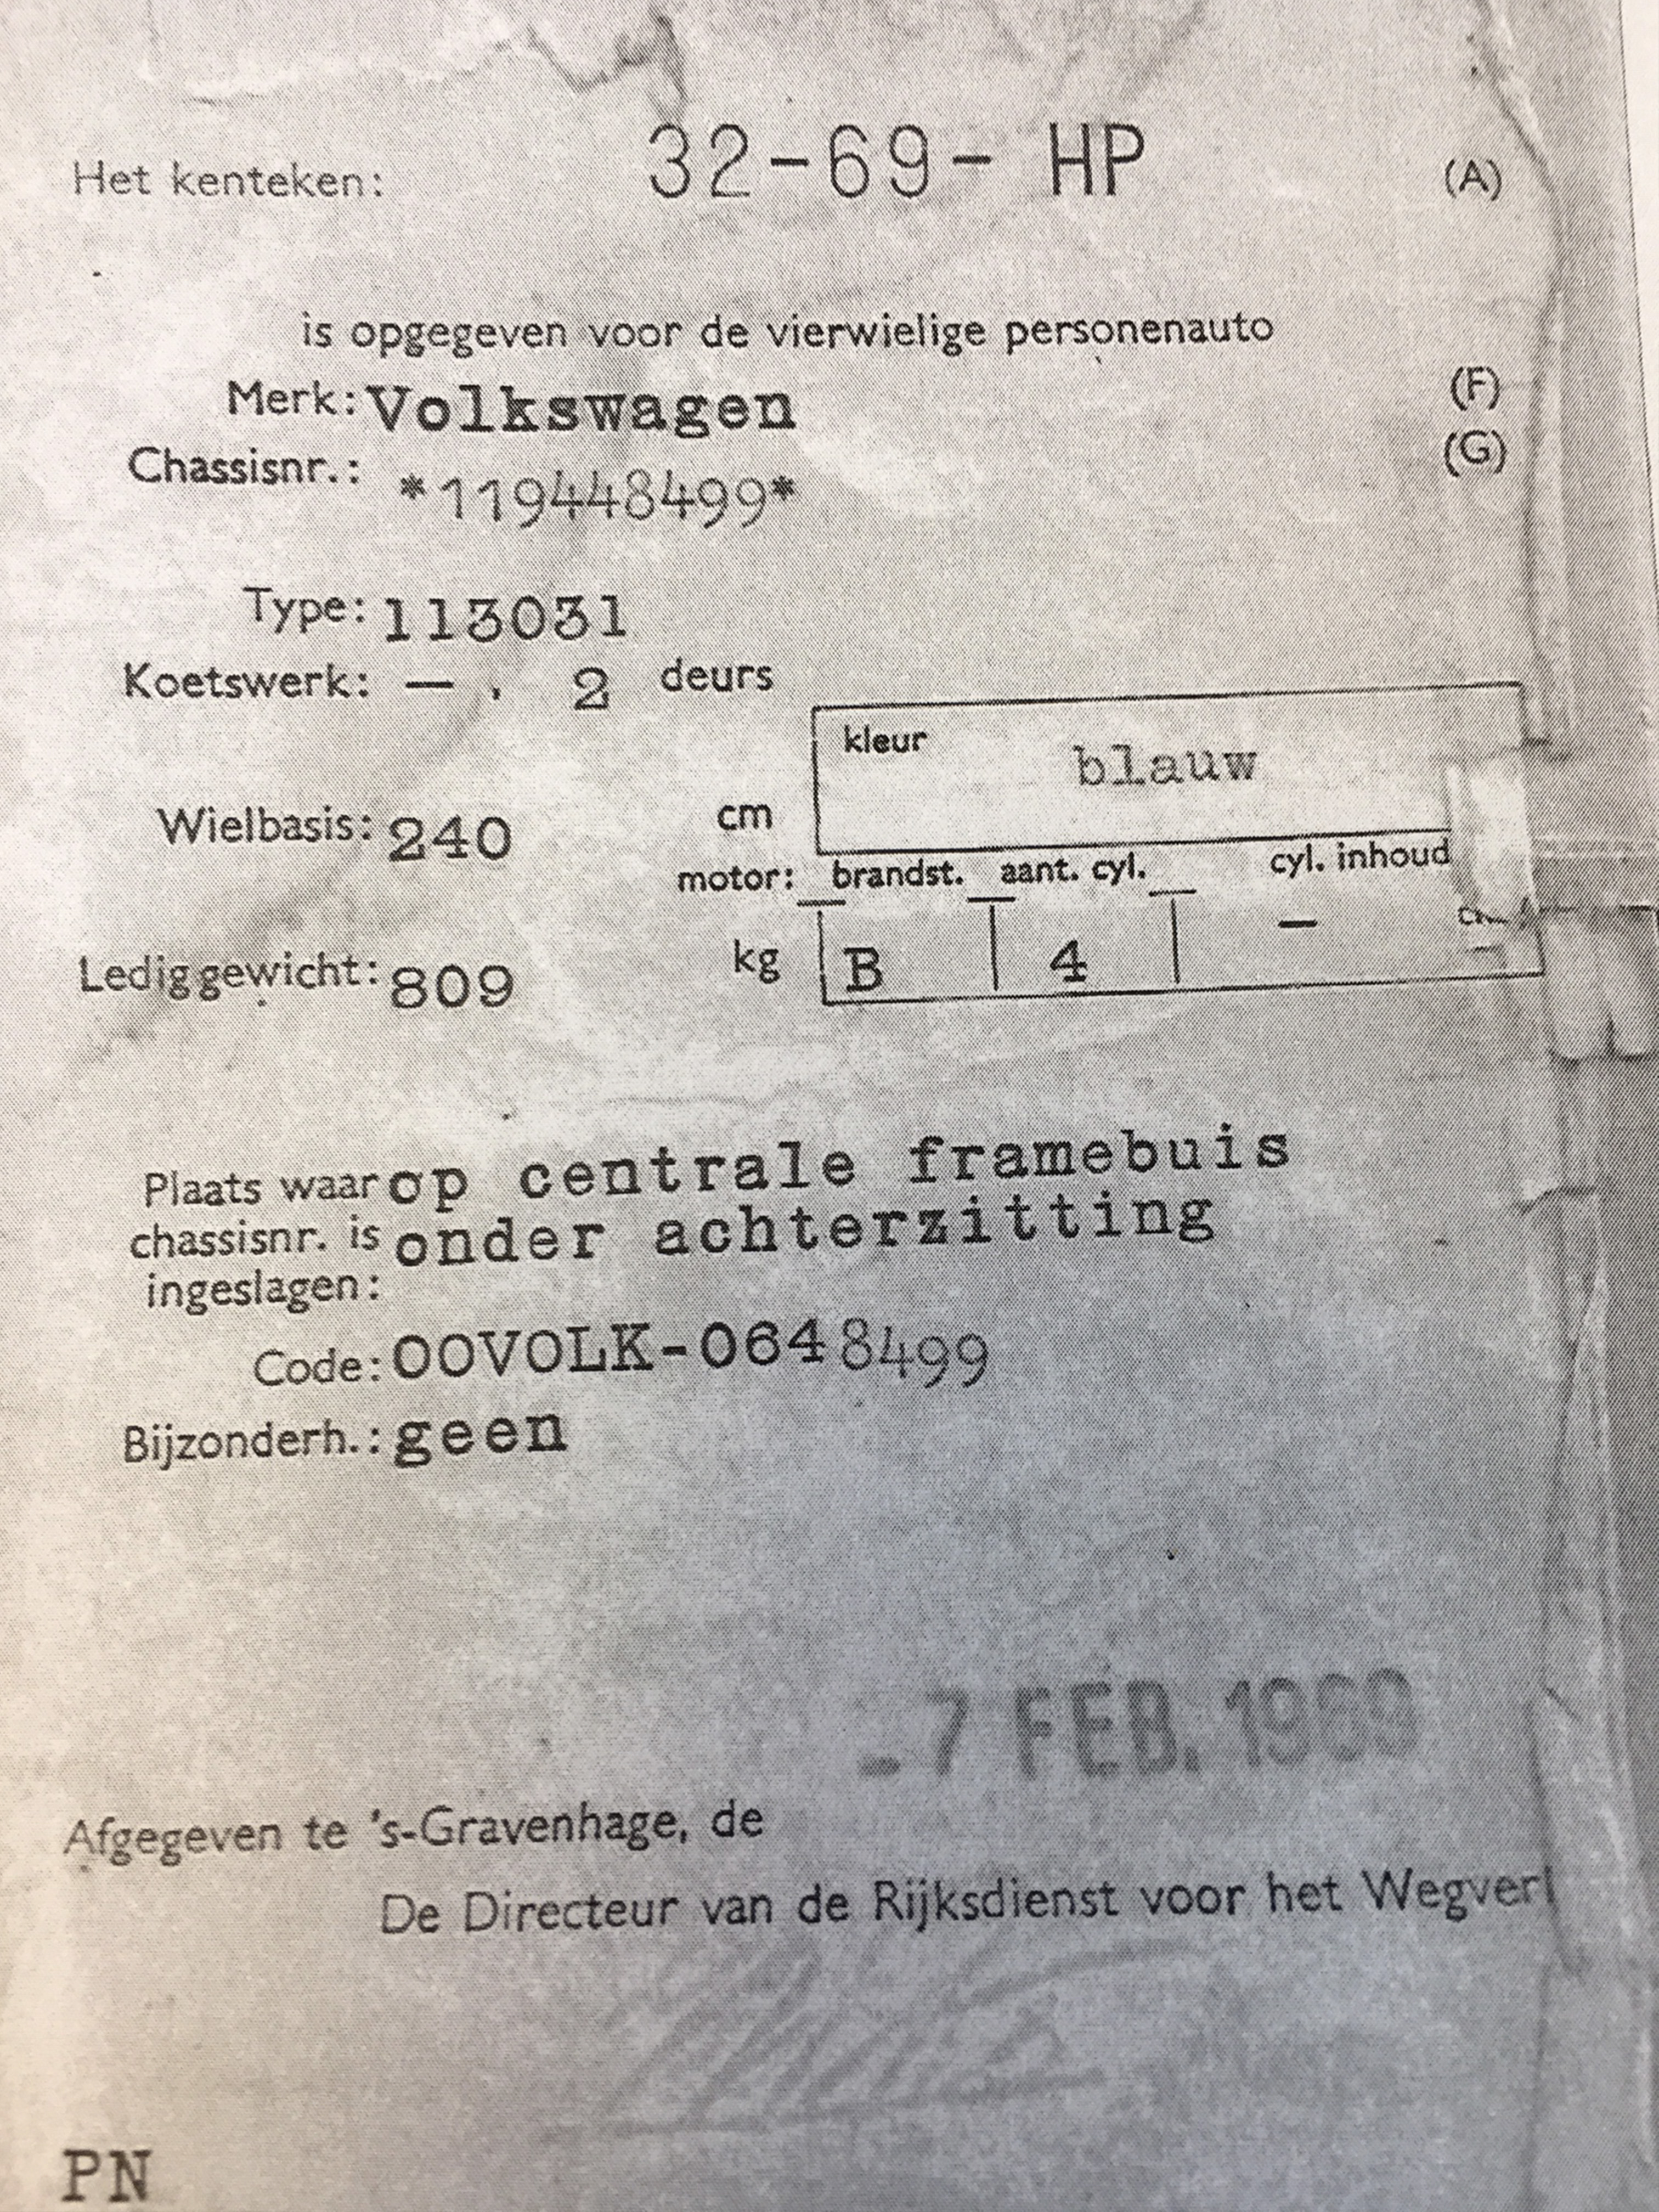 Het kenteken: 32-69- HP (A)
is opgegeven voor de vierwielige personenauto
Merk: Volkswagen (F)
Chassisnr.: *119448499* (G)
Type: 113031
Koetswerk: — . 2 deurs
kleur blauw
Wielbasis: 240 cm
motor: brandst. aant. cyl. cyl. inhoud
Lediggewicht: 809 kg B 4 —
Plaats waar op centrale framebuis
chassisnr. is onder achterzitting
ingeslagen:
Code: 00VOLK-0648499
Bijzonderh.: geen
-7 FEB. 1969
Afgegeven te 's-Gravenhage, de
De Directeur van de Rijksdienst voor het Wegver
PN